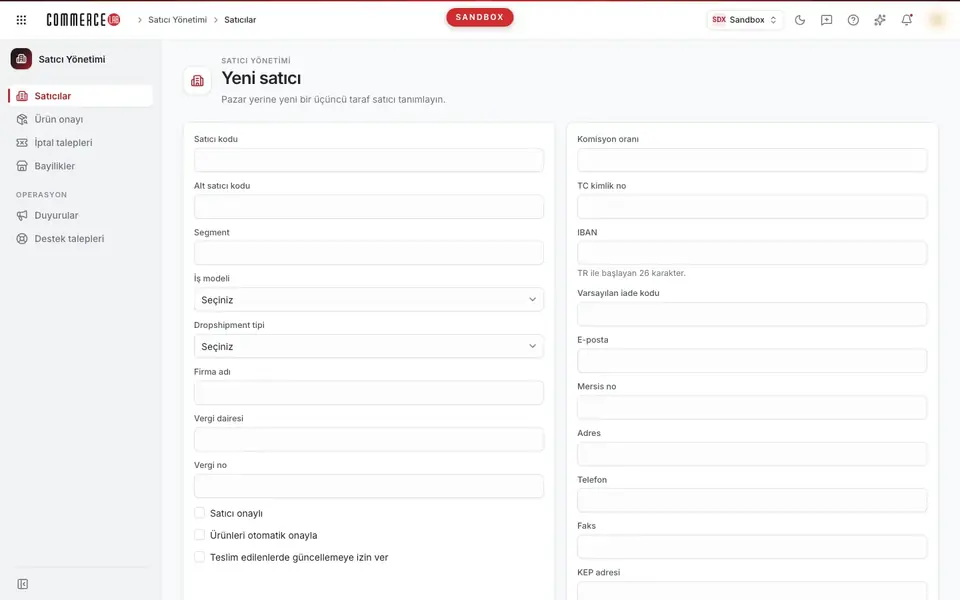 COMMERCE LAB
Satıcı Yönetimi
Satıcılar
SANDBOX
SDX Sandbox
Satıcı Yönetimi
Satıcılar
Ürün onayı
İptal talepleri
Bayilikler
OPERASYON
Duyurular
Destek talepleri
SATICI YÖNETİMİ
Yeni satıcı
Pazar yerine yeni bir üçüncü taraf satıcı tanımlayın.
Satıcı kodu
Alt satıcı kodu
Segment
İş modeli
Seçiniz
Dropshipment tipi
Seçiniz
Firma adı
Vergi dairesi
Vergi no
Satıcı onaylı
Ürünleri otomatik onayla
Teslim edilenlerde güncellemeye izin ver
Komisyon oranı
TC kimlik no
IBAN
TR ile başlayan 26 karakter.
Varsayılan iade kodu
E-posta
Mersis no
Adres
Telefon
Faks
KEP adresi